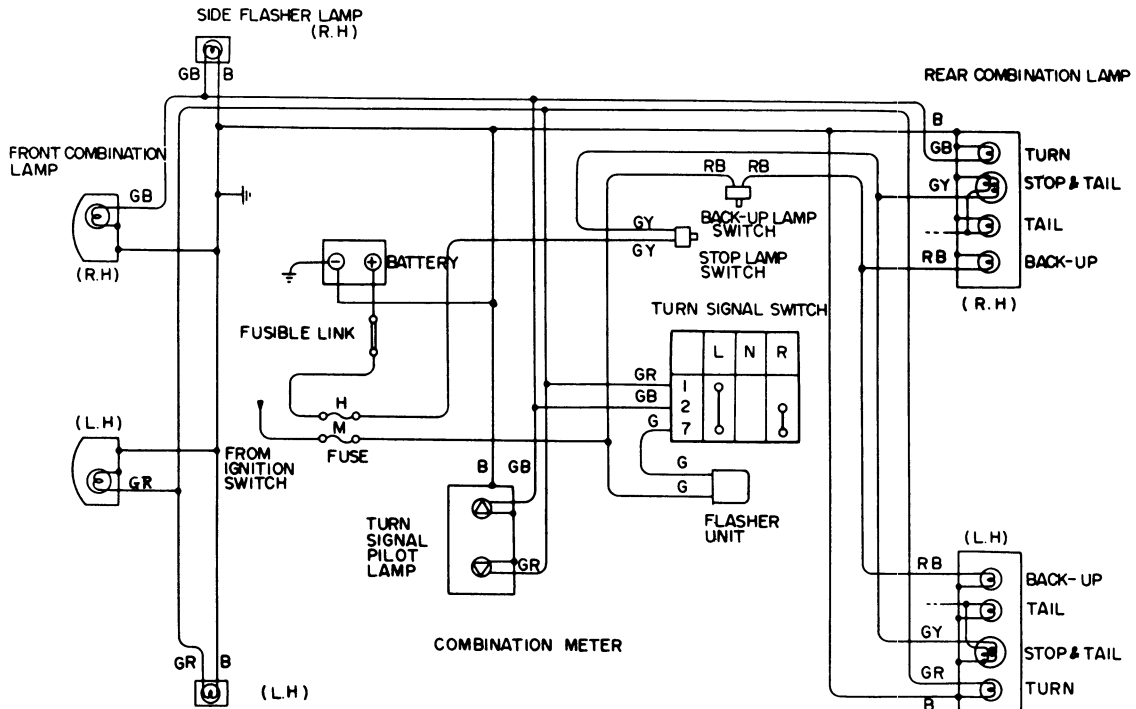 SIDE FLASHER LAMP
(R.H)
GB B
REAR COMBINATION LAMP
B
FRONT COMBINATION
LAMP
GB
GB
TURN
RB RB
GY
STOP & TAIL
BACK-UP LAMP
SWITCH
GY
GY
TAIL
STOP LAMP
SWITCH
RB
BACK-UP
(R.H)
(R.H)
BATTERY
FUSIBLE LINK
TURN SIGNAL SWITCH
L N R
GR 1
GB 2
G 7
H
M
FUSE
(L.H)
GR
FROM
IGNITION
SWITCH
B GB
G
G
FLASHER
UNIT
TURN
SIGNAL
PILOT
LAMP
GR
COMBINATION METER
(L.H)
RB
BACK-UP
TAIL
GY
STOP & TAIL
GR
TURN
B
GR B
(L.H)